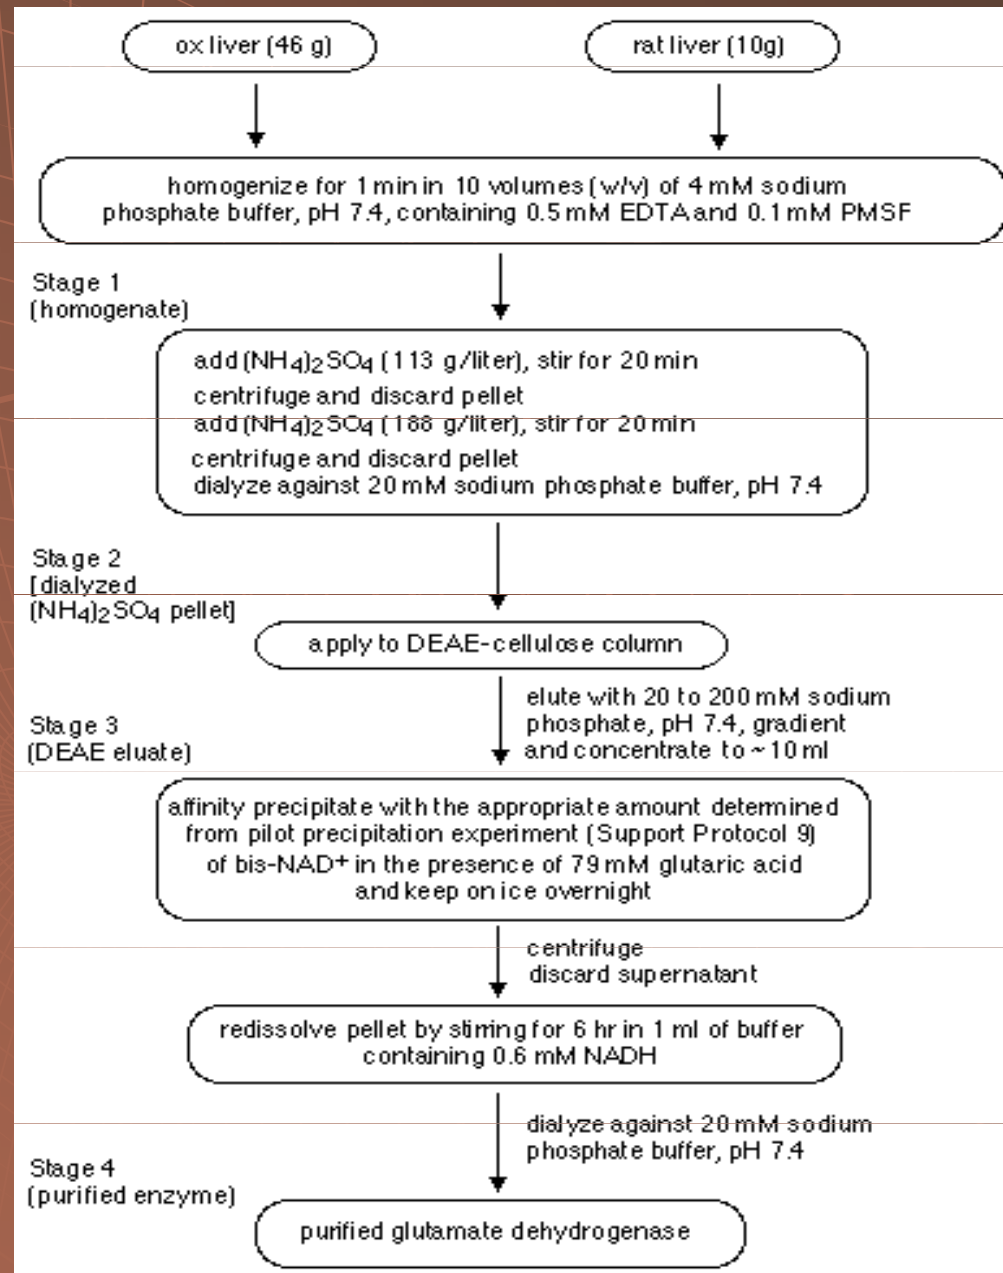 ox liver (46 g)
rat liver (10g)
homogenize for 1 min in 10 volumes (w/v) of 4 mM sodium
phosphate buffer, pH 7.4, containing 0.5 mM EDTA and 0.1 mM PMSF
Stage 1
(homogenate)
add (NH4)2SO4 (113 g/liter), stir for 20 min
centrifuge and discard pellet
add (NH4)2SO4 (188 g/liter), stir for 20 min
centrifuge and discard pellet
dialyze against 20 mM sodium phosphate buffer, pH 7.4
Stage 2
[dialyzed
(NH4)2SO4 pellet]
apply to DEAE-cellulose column
elute with 20 to 200 mM sodium
phosphate, pH 7.4, gradient
and concentrate to ~10 ml
Stage 3
(DEAE eluate)
affinity precipitate with the appropriate amount determined
from pilot precipitation experiment (Support Protocol 9)
of bis-NAD+ in the presence of 79 mM glutaric acid
and keep on ice overnight
centrifuge
discard supernatant
redissolve pellet by stirring for 6 hr in 1 ml of buffer
containing 0.6 mM NADH
dialyze against 20 mM sodium
phosphate buffer, pH 7.4
Stage 4
(purified enzyme)
purified glutamate dehydrogenase